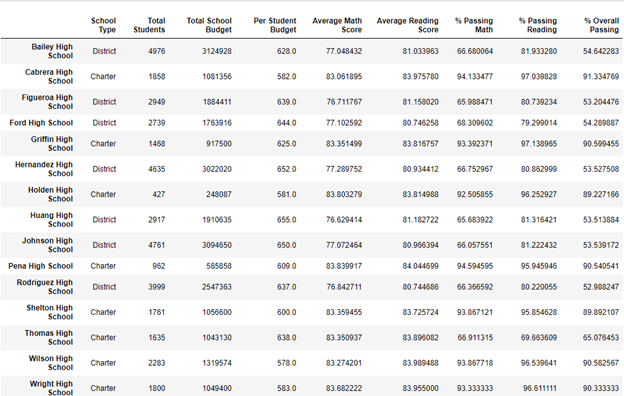 School Type Total Students Total School Budget Per Student Budget Average Math Score Average Reading Score % Passing Math % Passing Reading % Overall Passing
Bailey High School District 4976 3124928 628.0 77.048432 81.033963 66.680064 81.933280 54.642283
Cabrera High School Charter 1858 1081356 582.0 83.061895 83.975780 94.133477 97.039828 91.334769
Figueroa High School District 2949 1884411 639.0 76.711767 81.158020 65.988471 80.739234 53.204476
Ford High School District 2739 1763916 644.0 77.102592 80.746258 68.309602 79.299014 54.289887
Griffin High School Charter 1468 917500 625.0 83.351499 83.816757 93.392371 97.138965 90.599455
Hernandez High School District 4635 3022020 652.0 77.289752 80.934412 66.752967 80.862999 53.527508
Holden High School Charter 427 248087 581.0 83.803279 83.814988 92.505855 96.252927 89.227166
Huang High School District 2917 1910635 655.0 76.629414 81.182722 65.683922 81.316421 53.513884
Johnson High School District 4761 3094650 650.0 77.072464 80.966394 66.057551 81.222432 53.539172
Pena High School Charter 962 585858 609.0 83.839917 84.044699 94.594595 95.945946 90.540541
Rodriguez High School District 3999 2547363 637.0 76.842711 80.744686 66.366592 80.220055 52.988247
Shelton High School Charter 1761 1056600 600.0 83.359455 83.725724 93.867121 95.854628 89.892107
Thomas High School Charter 1635 1043130 638.0 83.350937 83.896082 66.911315 69.663609 65.076453
Wilson High School Charter 2283 1319574 578.0 83.274201 83.989488 93.867718 96.539641 90.582567
Wright High School Charter 1800 1049400 583.0 83.682222 83.955000 93.333333 96.611111 90.333333